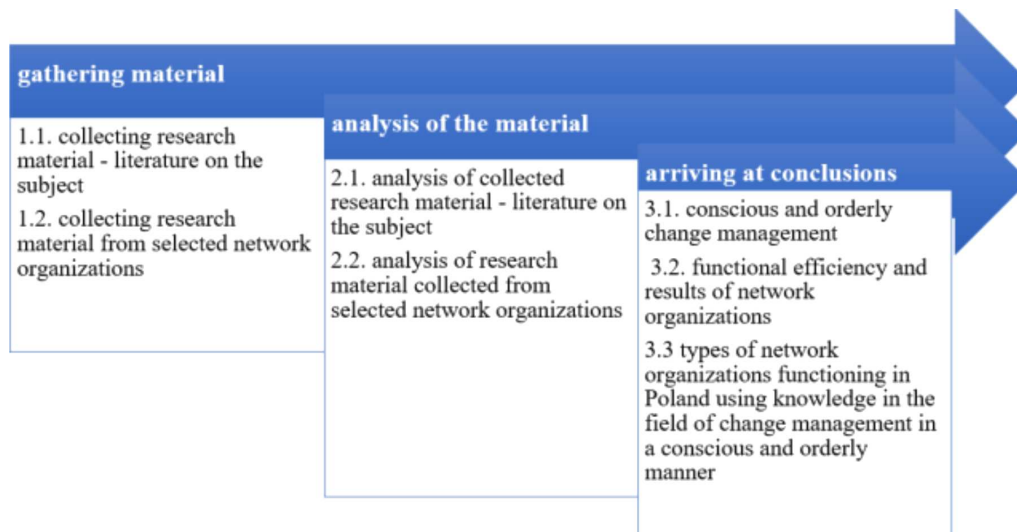 gathering material
1.1. collecting research
material - literature on the
subject
1.2. collecting research
material from selected network
organizations
analysis of the material
2.1. analysis of collected
research material - literature on
the subject
2.2. analysis of research
material collected from
selected network organizations
arriving at conclusions
3.1. conscious and orderly
change management
3.2. functional efficiency and
results of network
organizations
3.3 types of network
organizations functioning in
Poland using knowledge in the
field of change management in
a conscious and orderly
manner